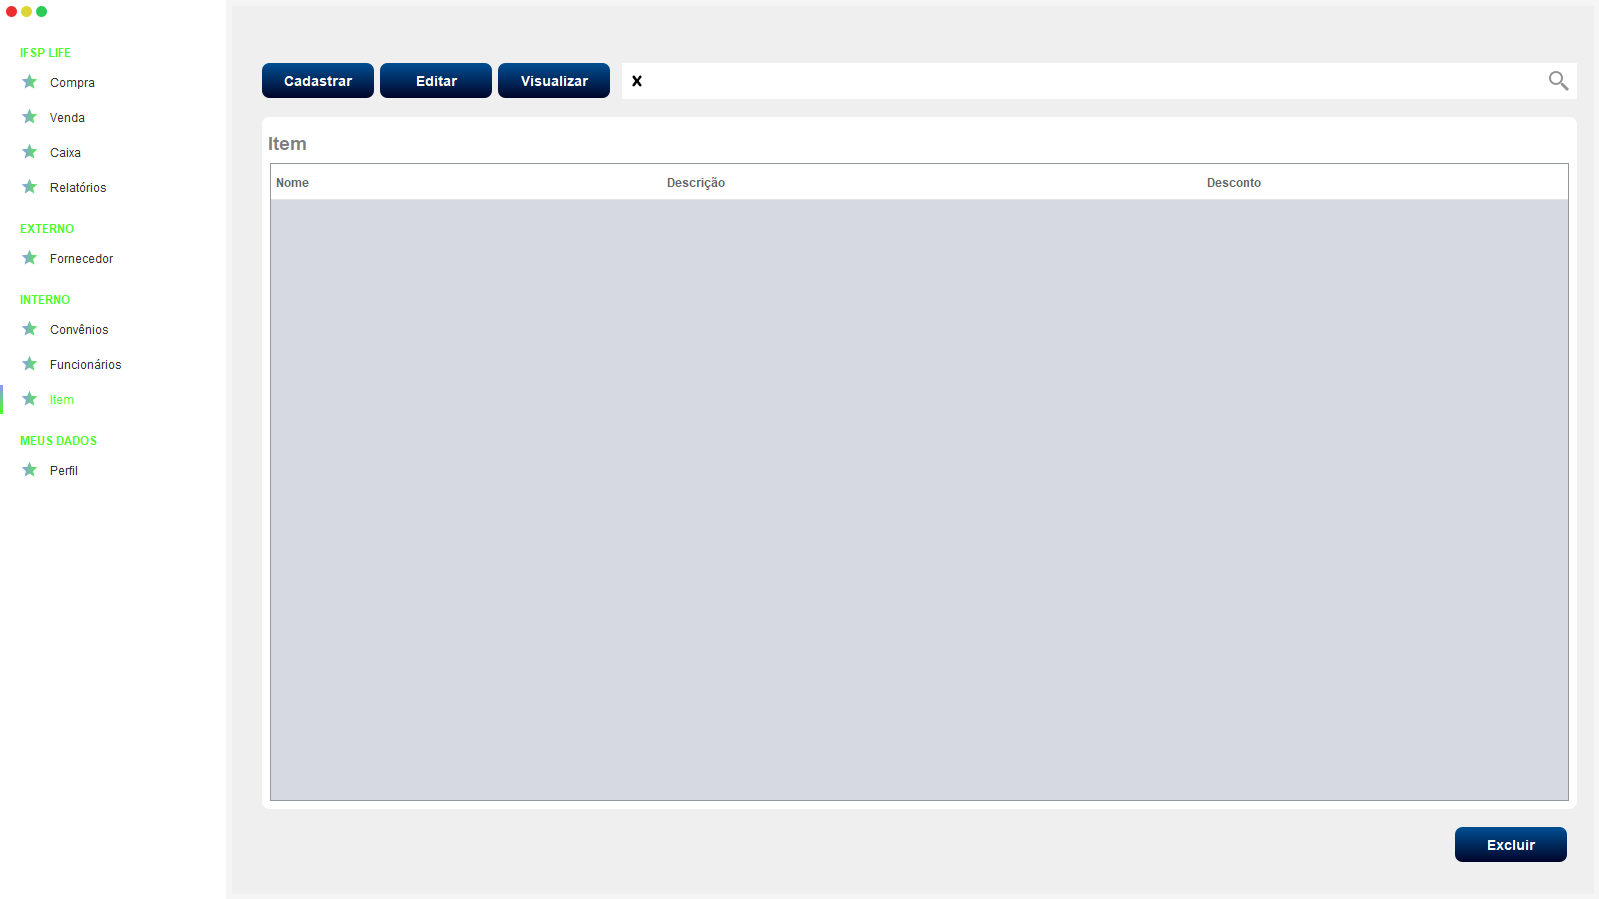 IFSP LIFE
Compra
Venda
Caixa
Relatórios
EXTERNO
Fornecedor
INTERNO
Convênios
Funcionários
Item
MEUS DADOS
Perfil
Cadastrar Editar Visualizar X
Item
Nome Descrição Desconto
Excluir